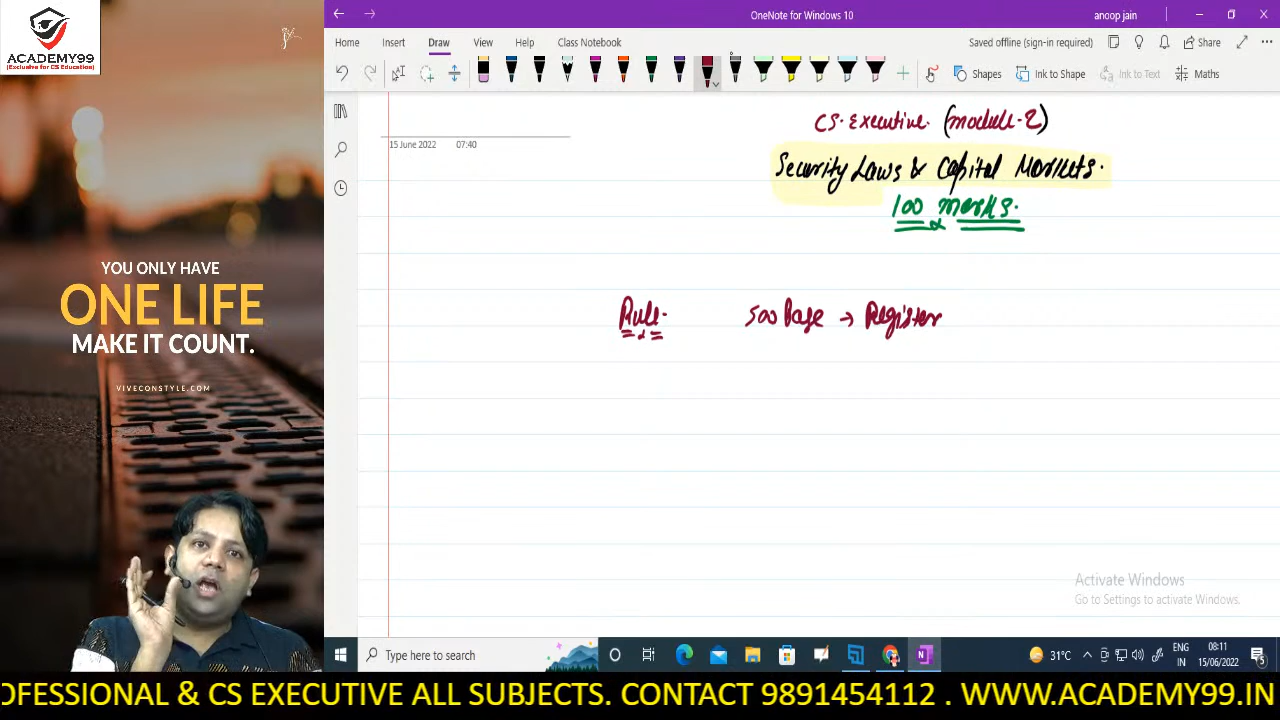 ACADEMY99
(Exclusive for CS Education)
YOU ONLY HAVE
ONE LIFE
MAKE IT COUNT.
VIVECONSTYLE.COM
OneNote for Windows 10
anoop jain
Home Insert Draw View Help Class Notebook
Saved offline (sign-in required)
Share
Shapes
Ink to Shape
Ink to Text
Maths
15 June 2022 07:40
CS-Executive (module-2)
Security Laws & Capital Markets.
100 marks.
Rule. 500 Page → Register
Activate Windows
Go to Settings to activate Windows.
Type here to search
31°C
ENG
IN
08:11
15/06/2022
5
OFESSIONAL & CS EXECUTIVE ALL SUBJECTS. CONTACT 9891454112 . WWW.ACADEMY99.IN